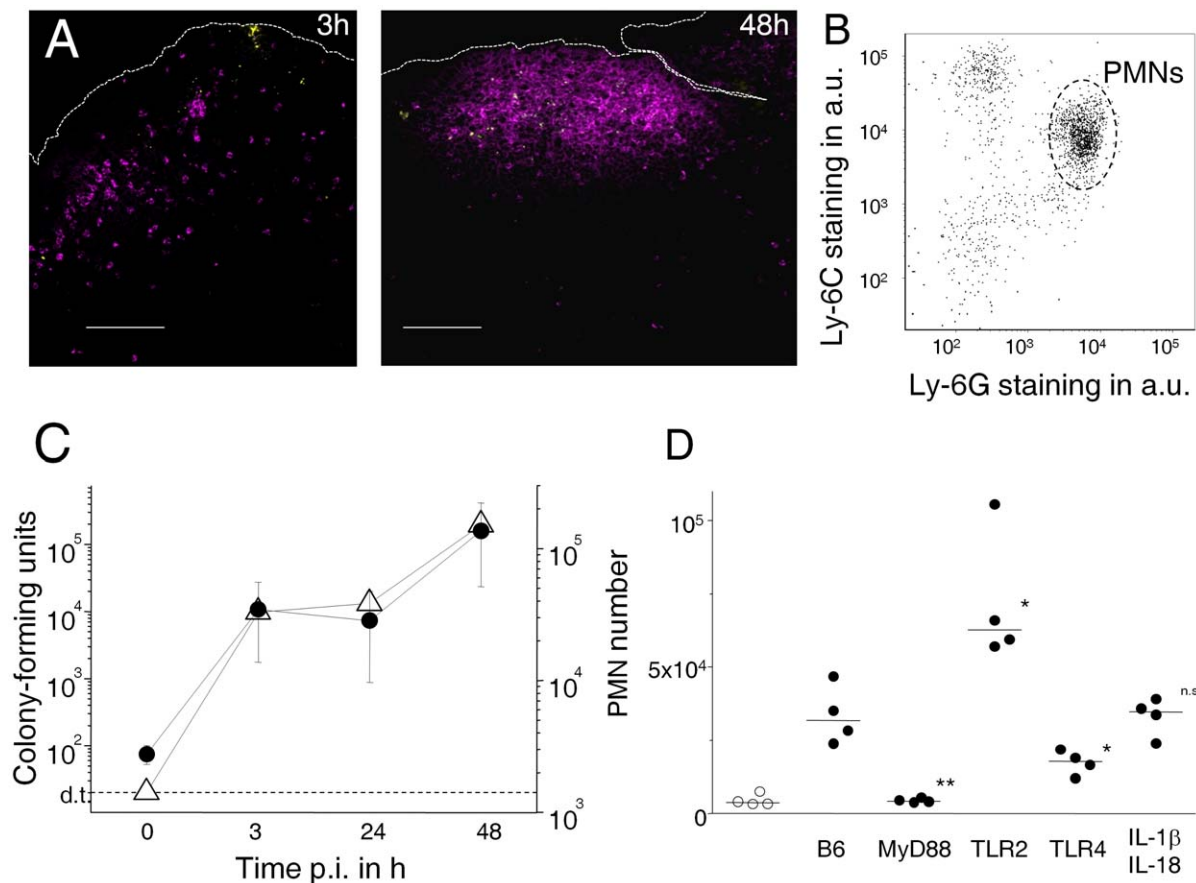 A
3h
48h
B
10⁵
10⁴
10³
10²
PMNs
Ly-6C staining in a.u.
10² 10³ 10⁴ 10⁵
Ly-6G staining in a.u.
C
Colony-forming units
10⁵
10⁴
10³
10²
d.t.
10⁵
10⁴
10³
PMN number
0 3 24 48
Time p.i. in h
D
10⁵
5x10⁴
0
*
**
*
n.s
B6 MyD88 TLR2 TLR4 IL-1β
IL-18